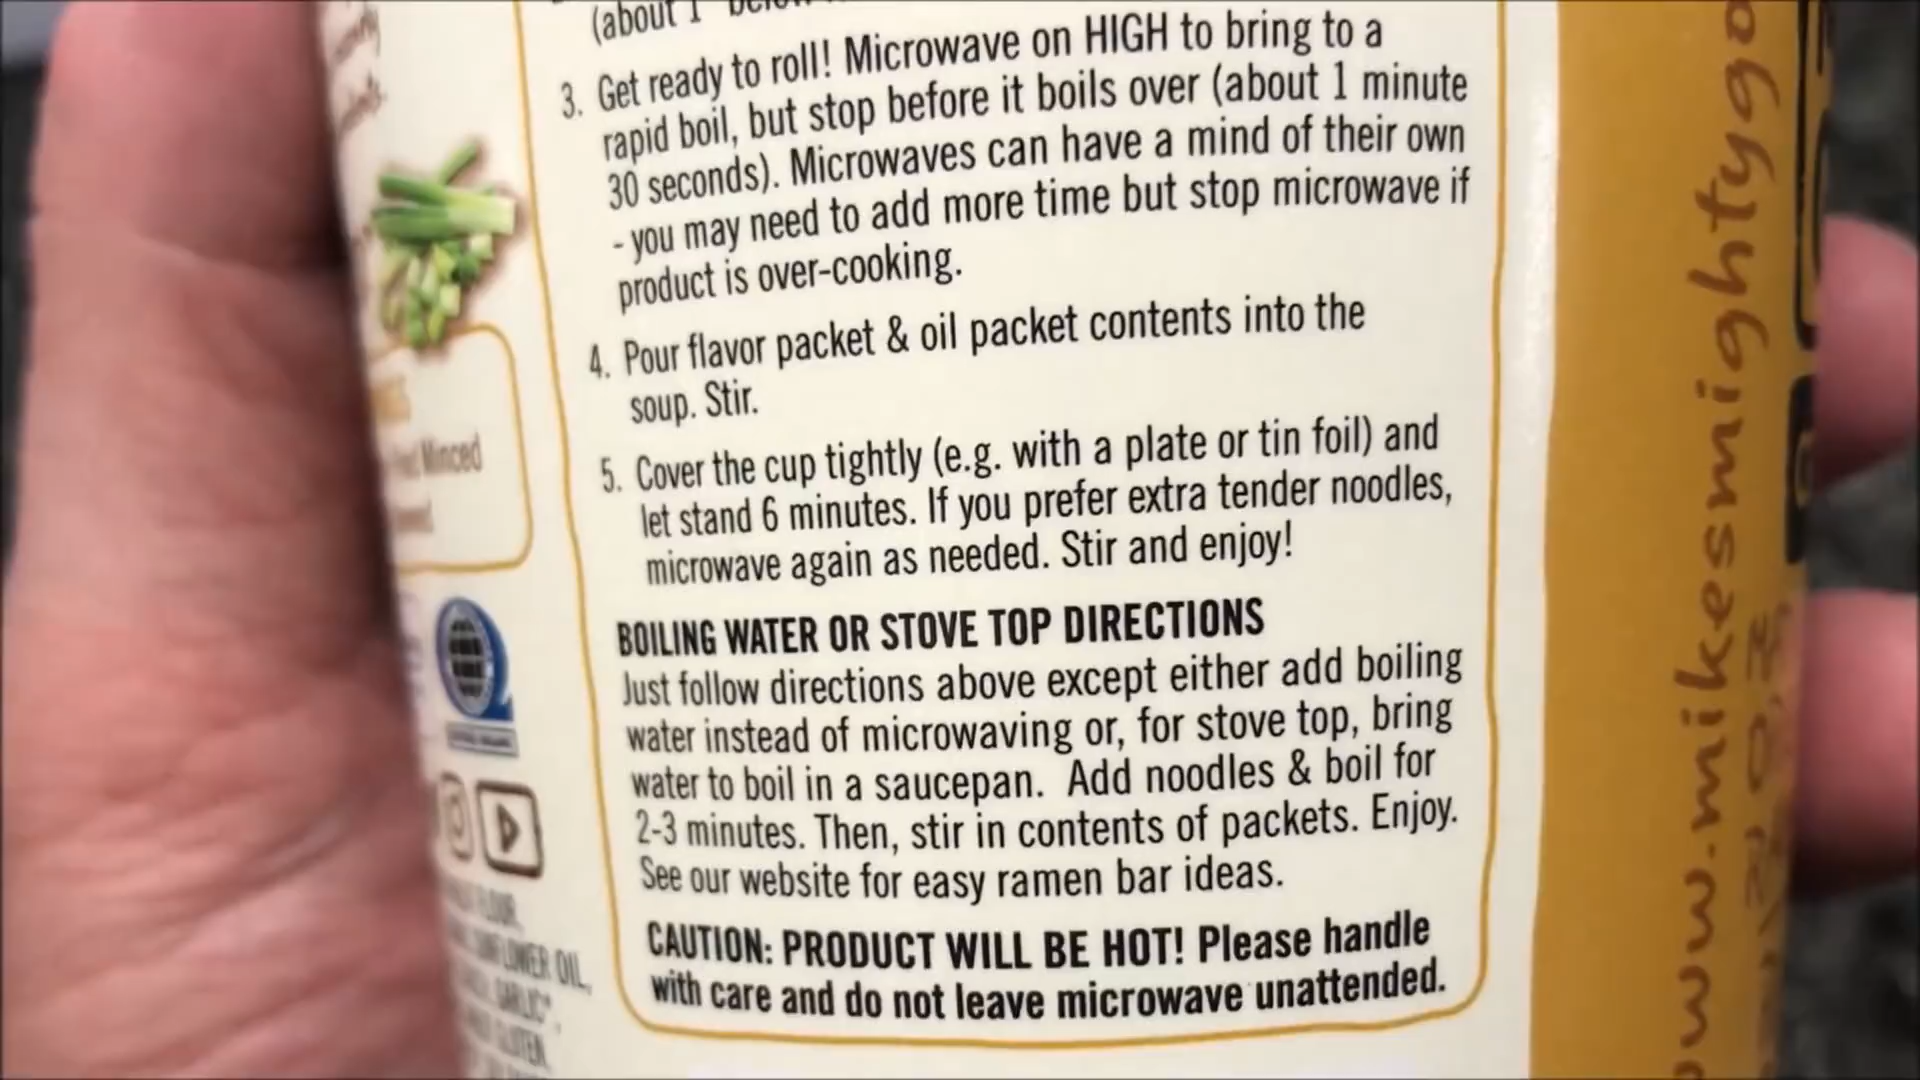 (about 1" below
3. Get ready to roll! Microwave on HIGH to bring to a
rapid boil, but stop before it boils over (about 1 minute
30 seconds). Microwaves can have a mind of their own
- you may need to add more time but stop microwave if
product is over-cooking.
4. Pour flavor packet & oil packet contents into the
soup. Stir.
5. Cover the cup tightly (e.g. with a plate or tin foil) and
let stand 6 minutes. If you prefer extra tender noodles,
microwave again as needed. Stir and enjoy!
BOILING WATER OR STOVE TOP DIRECTIONS
Just follow directions above except either add boiling
water instead of microwaving or, for stove top, bring
water to boil in a saucepan. Add noodles & boil for
2-3 minutes. Then, stir in contents of packets. Enjoy.
See our website for easy ramen bar ideas.
CAUTION: PRODUCT WILL BE HOT! Please handle
with care and do not leave microwave unattended.
Minced
FLOUR,
OIL,
GARLIC*,
GLUTEN,
www.mikesmightygo